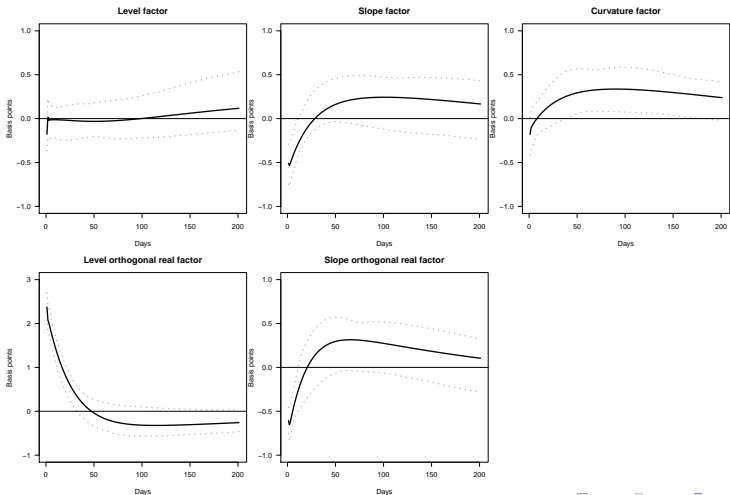 Level factor
Slope factor
Curvature factor
Basis points
1.0
0.5
0.0
−0.5
−1.0
0 50 100 150 200
Days
Basis points
1.0
0.5
0.0
−0.5
−1.0
0 50 100 150 200
Days
Basis points
1.0
0.5
0.0
−0.5
−1.0
0 50 100 150 200
Days
Level orthogonal real factor
Slope orthogonal real factor
Basis points
3
2
1
0
−1
0 50 100 150 200
Days
Basis points
1.0
0.5
0.0
−0.5
−1.0
0 50 100 150 200
Days